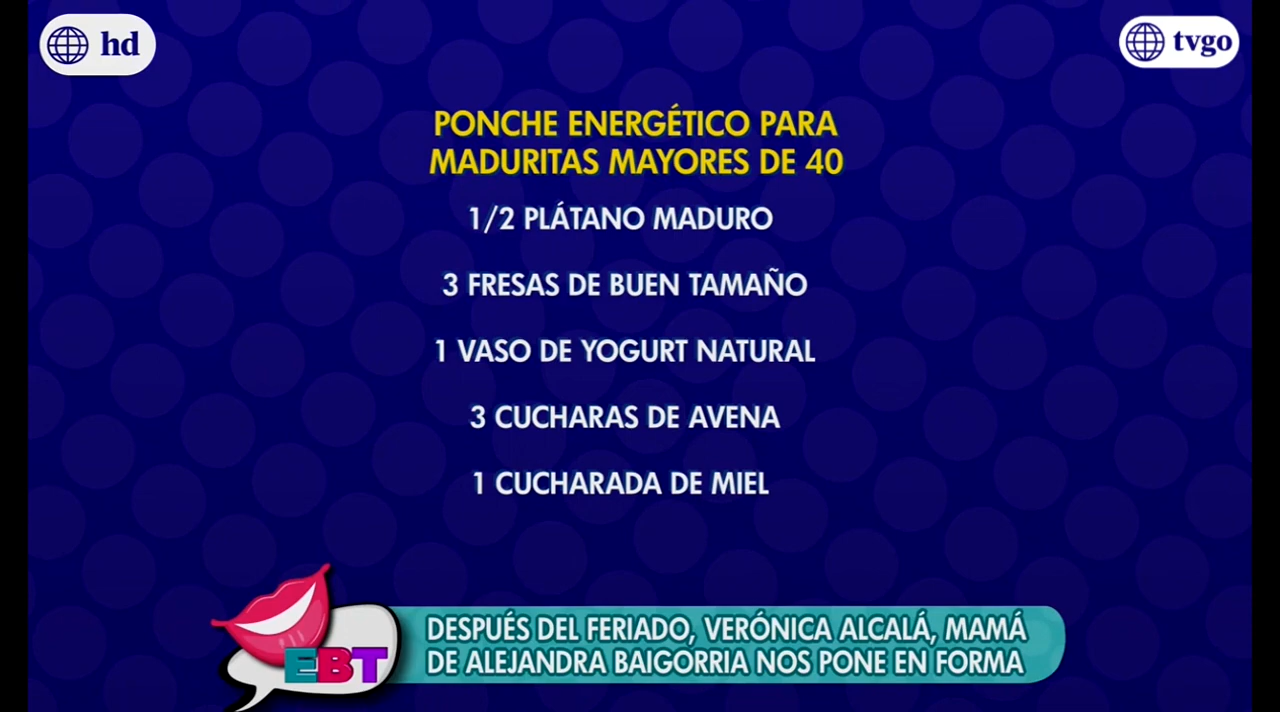 hd
tvgo
PONCHE ENERGÉTICO PARA
MADURITAS MAYORES DE 40
1/2 PLÁTANO MADURO
3 FRESAS DE BUEN TAMAÑO
1 VASO DE YOGURT NATURAL
3 CUCHARAS DE AVENA
1 CUCHARADA DE MIEL
EBT
DESPUÉS DEL FERIADO, VERÓNICA ALCALÁ, MAMÁ
DE ALEJANDRA BAIGORRIA NOS PONE EN FORMA